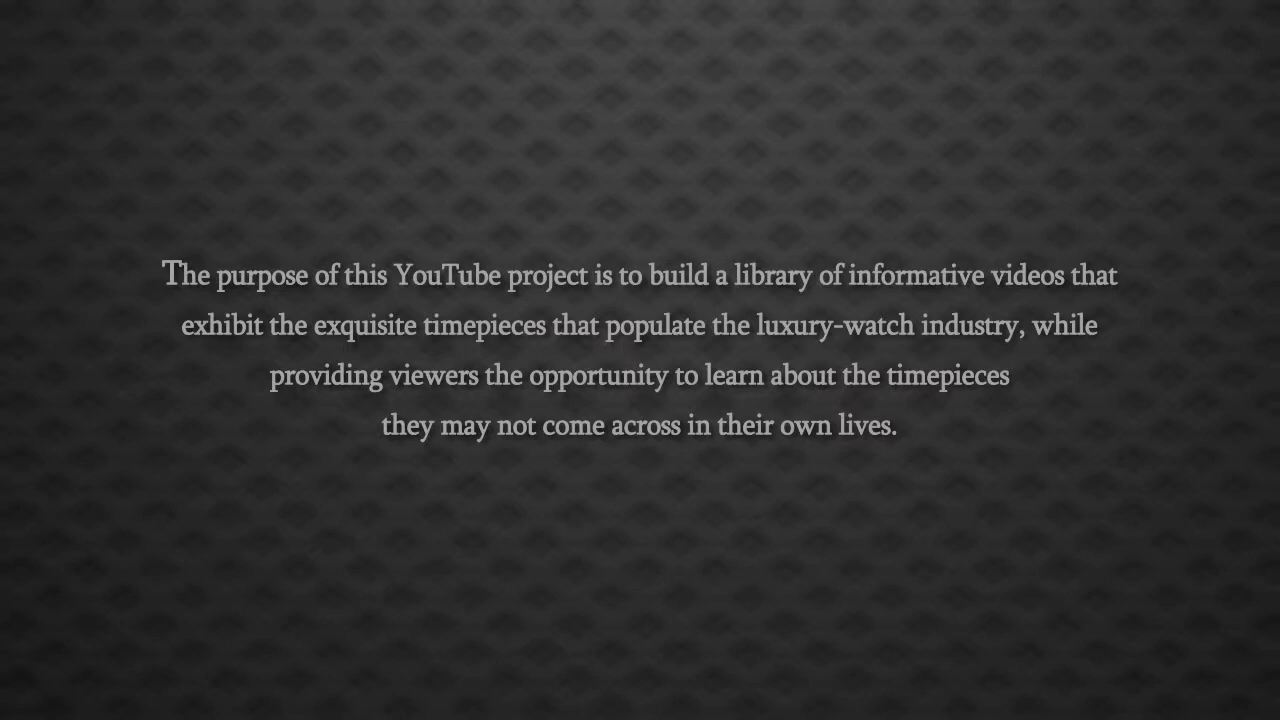 The purpose of this YouTube project is to build a library of informative videos that
exhibit the exquisite timepieces that populate the luxury-watch industry, while
providing viewers the opportunity to learn about the timepieces
they may not come across in their own lives.